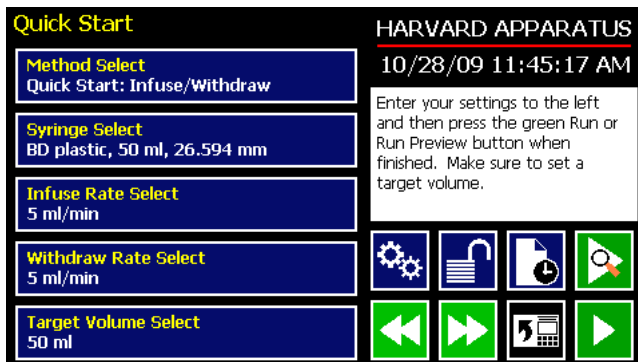 Quick Start
Method Select
Quick Start: Infuse/Withdraw
Syringe Select
BD plastic, 50 ml, 26.594 mm
Infuse Rate Select
5 ml/min
Withdraw Rate Select
5 ml/min
Target Volume Select
50 ml
HARVARD APPARATUS
10/28/09 11:45:17 AM
Enter your settings to the left
and then press the green Run or
Run Preview button when
finished. Make sure to set a
target volume.